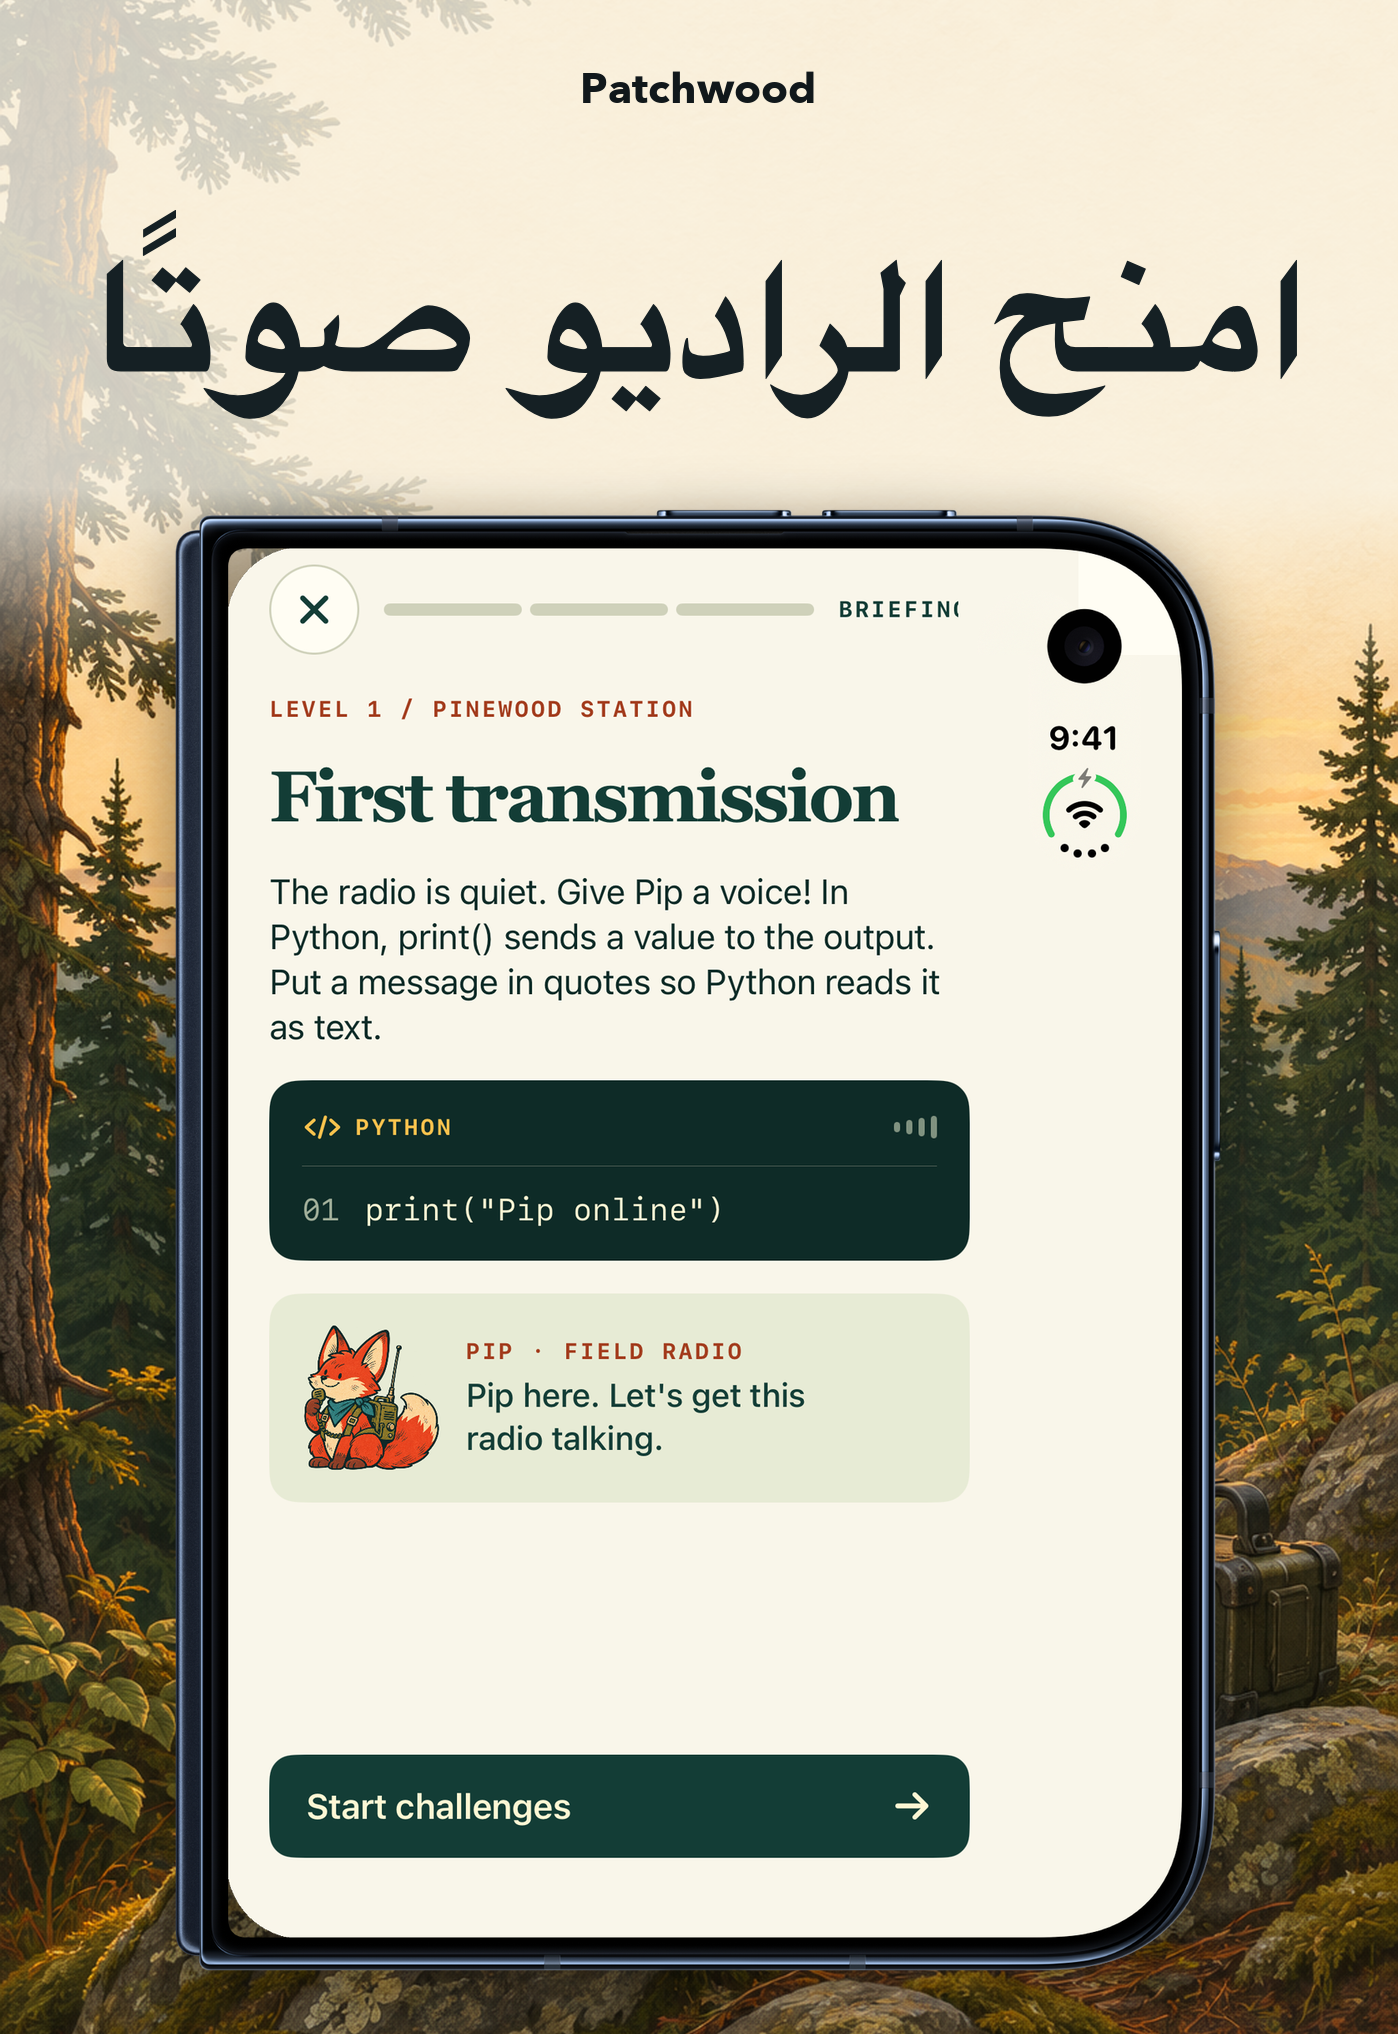 Patchwood
امنح الراديو صوتًا
BRIEFING
LEVEL 1 / PINEWOOD STATION
9:41
First transmission
The radio is quiet. Give Pip a voice! In
Python, print() sends a value to the output.
Put a message in quotes so Python reads it
as text.
</> PYTHON
01 print("Pip online")
PIP · FIELD RADIO
Pip here. Let's get this
radio talking.
Start challenges